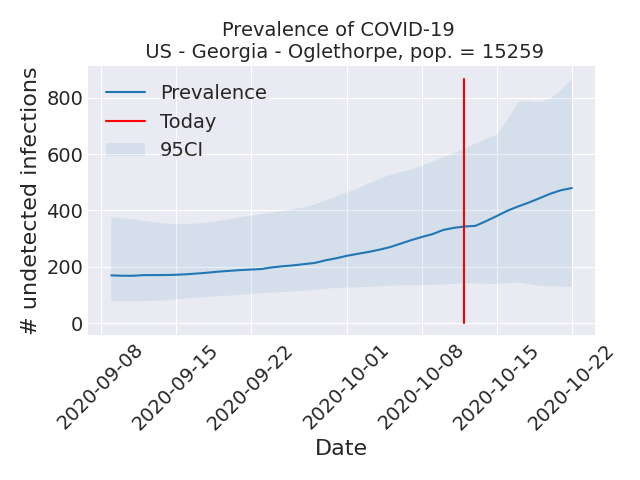 Prevalence of COVID-19
US - Georgia - Oglethorpe, pop. = 15259
# undetected infections
800
600
400
200
0
Prevalence
Today
95CI
2020-09-08
2020-09-15
2020-09-22
2020-10-01
2020-10-08
2020-10-15
2020-10-22
Date